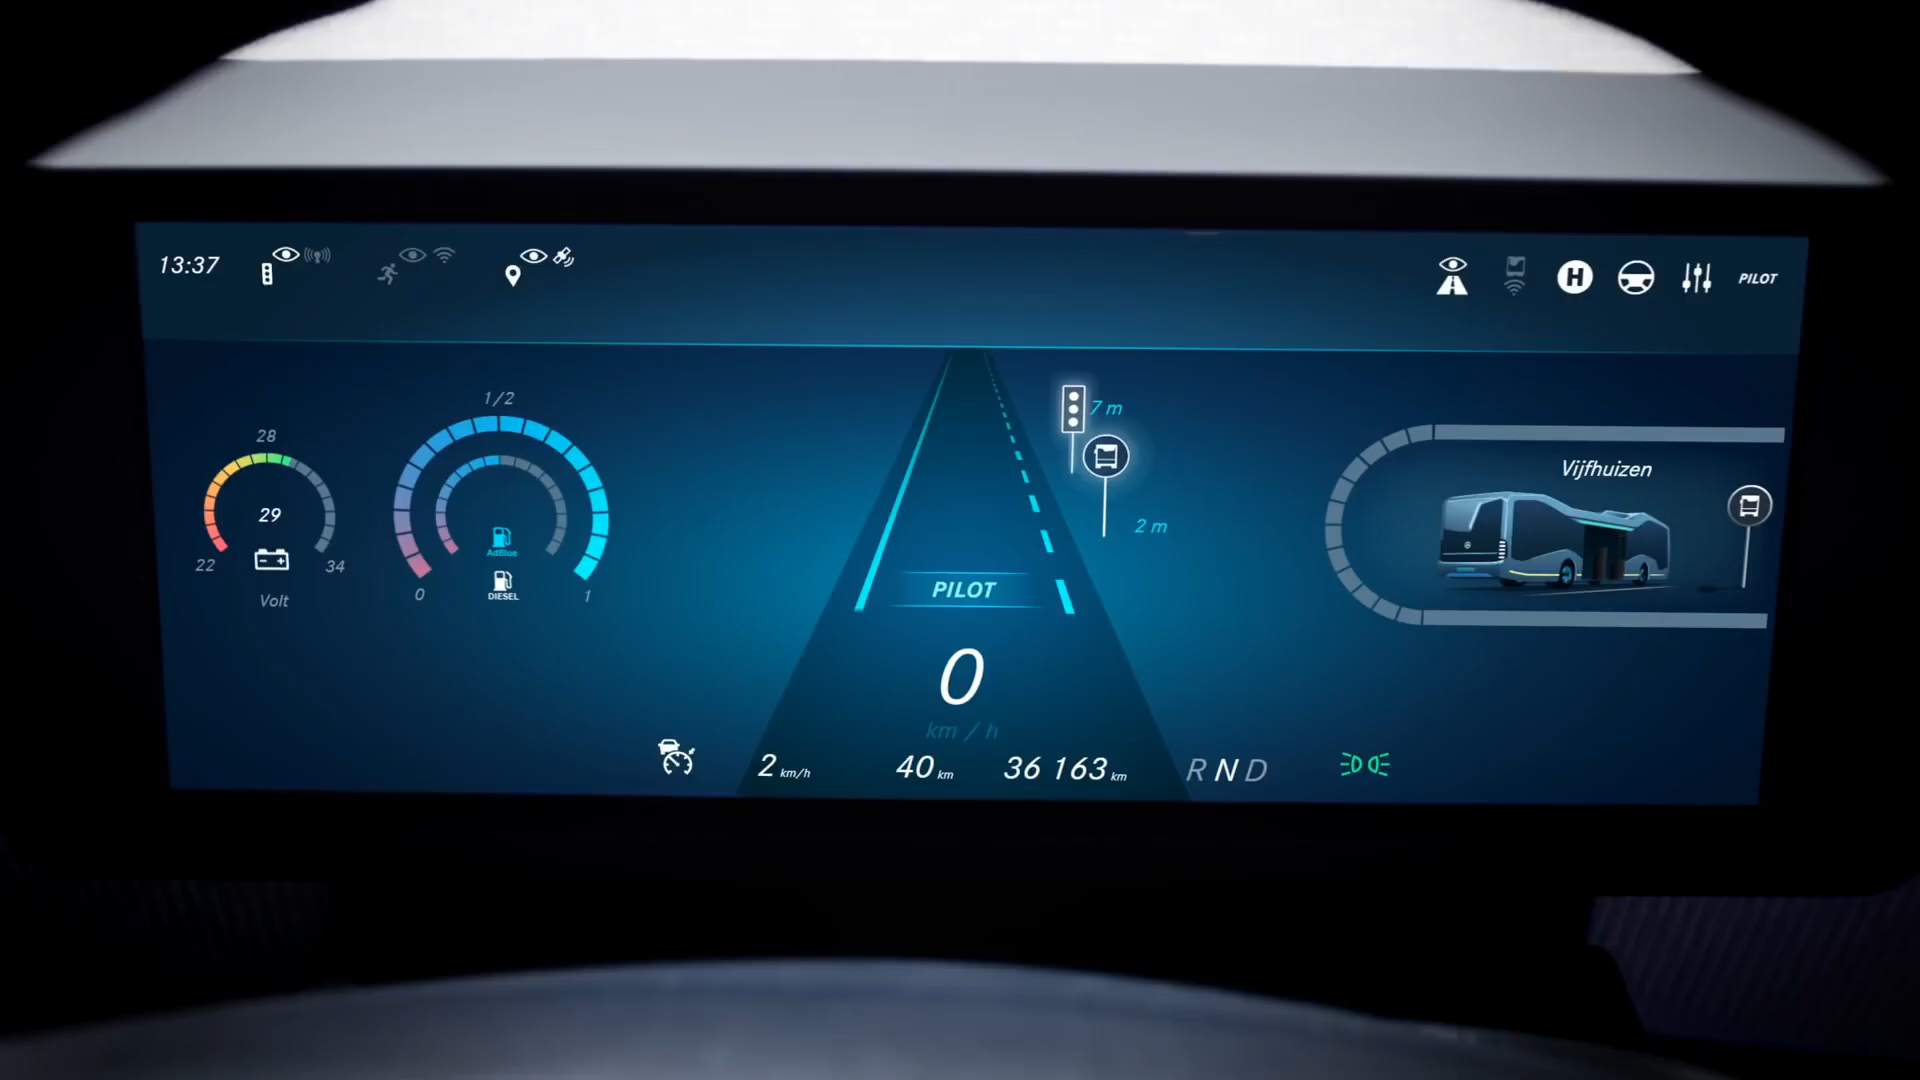 13:37
H
PILOT
1/2
28
7 m
Vijfhuizen
29
2 m
AdBlue
22
34
0
DIESEL
1
Volt
PILOT
0
km / h
2 km/h
40 km
36 163 km
R N D